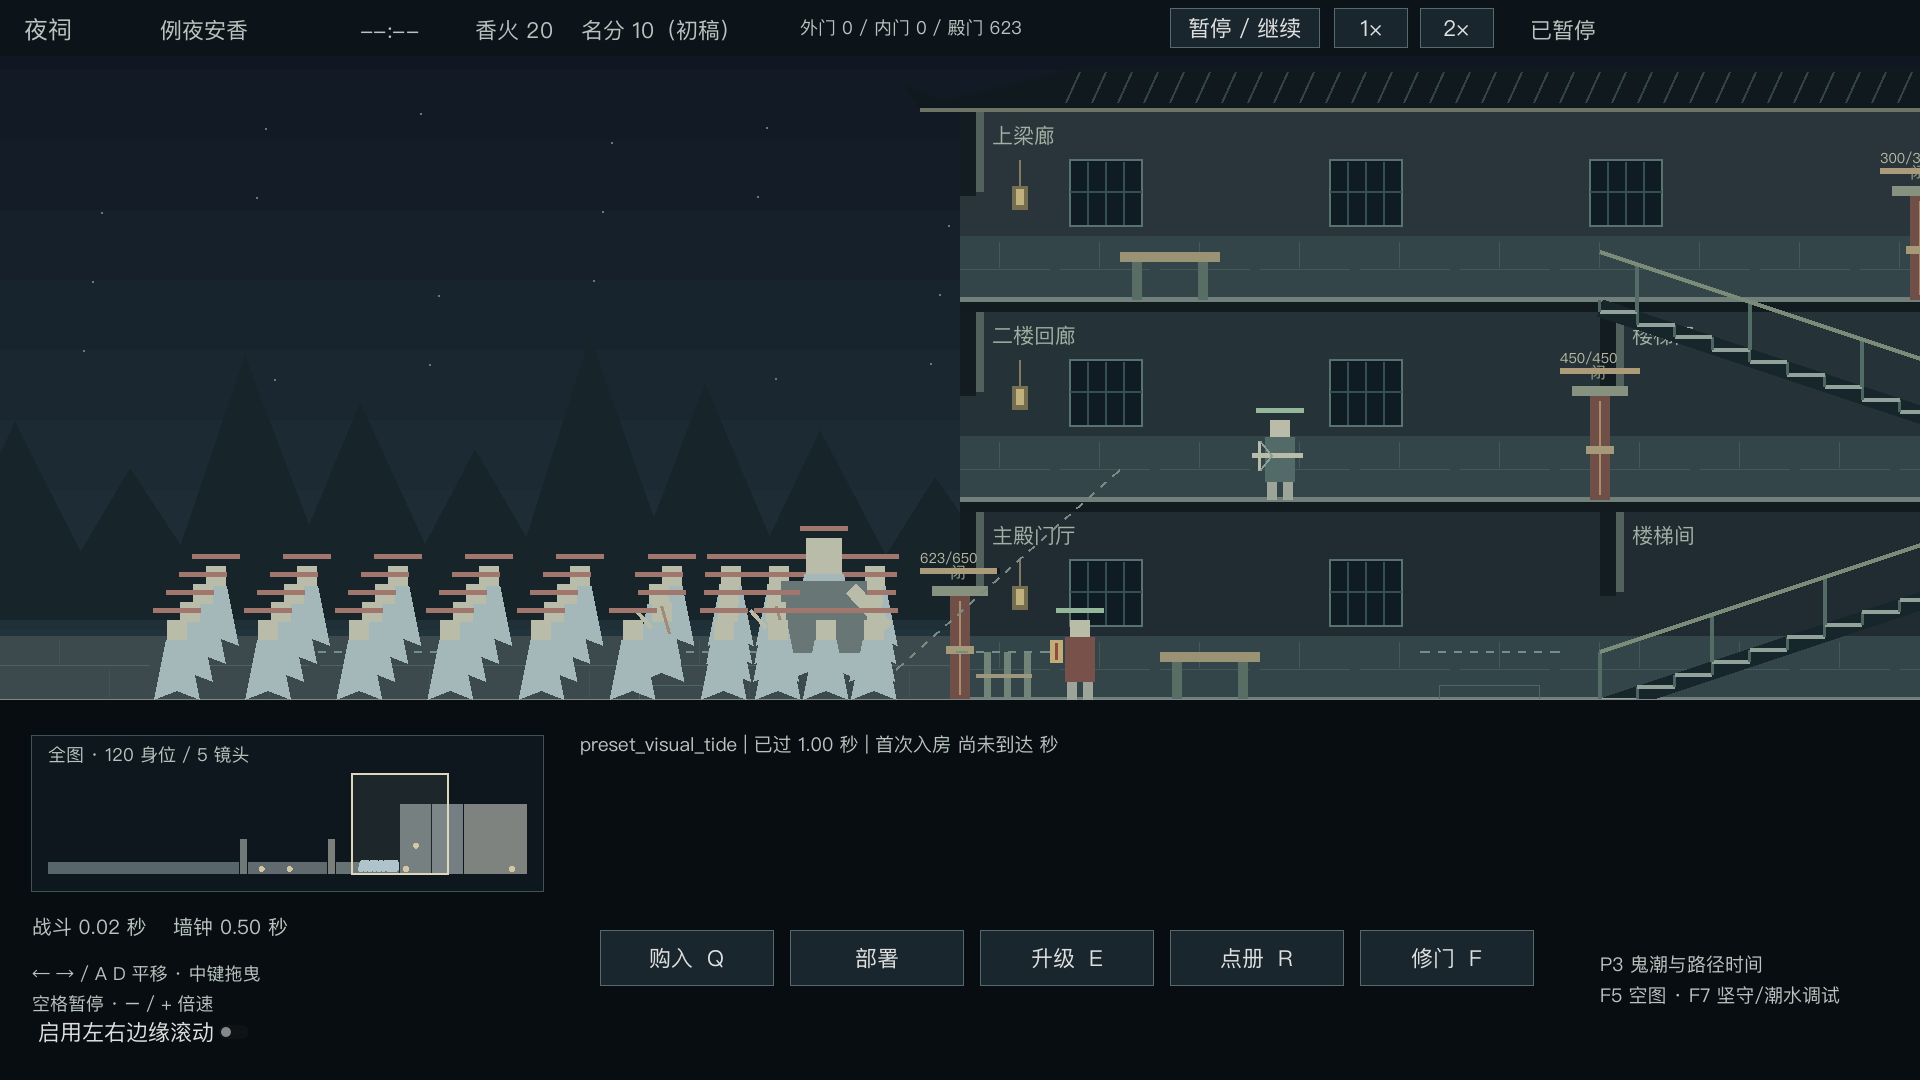 夜祠 例夜安香 --:-- 香火 20 名分 10（初稿） 外门 0 / 内门 0 / 殿门 623 暂停 / 继续 1× 2× 已暂停
上梁廊
二楼回廊
450/450
闭
主殿门厅
楼梯间
623/650
闭
全图 · 120 身位 / 5 镜头
preset_visual_tide | 已过 1.00 秒 | 首次入房 尚未到达 秒
战斗 0.02 秒 墙钟 0.50 秒
←→ / A D 平移 · 中键拖曳
空格暂停 · — / + 倍速
启用左右边缘滚动
购入 Q 部署 升级 E 点册 R 修门 F
P3 鬼潮与路径时间
F5 空图 · F7 坚守/潮水调试